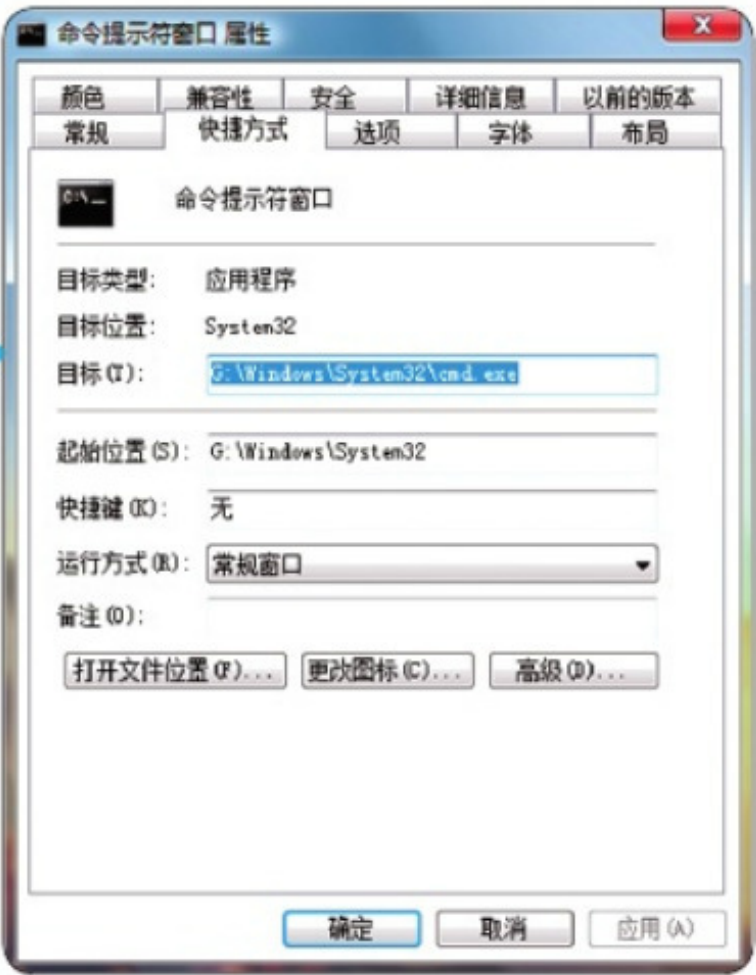 命令提示符窗口 属性
X
颜色 兼容性 安全 详细信息 以前的版本
常规 快捷方式 选项 字体 布局
C:\_
命令提示符窗口
目标类型: 应用程序
目标位置: System32
目标(T): G:\Windows\System32\cmd.exe
起始位置(S): G:\Windows\System32
快捷键(K): 无
运行方式(R): 常规窗口
备注(O):
打开文件位置(F)... 更改图标(C)... 高级(D)...
确定 取消 应用(A)